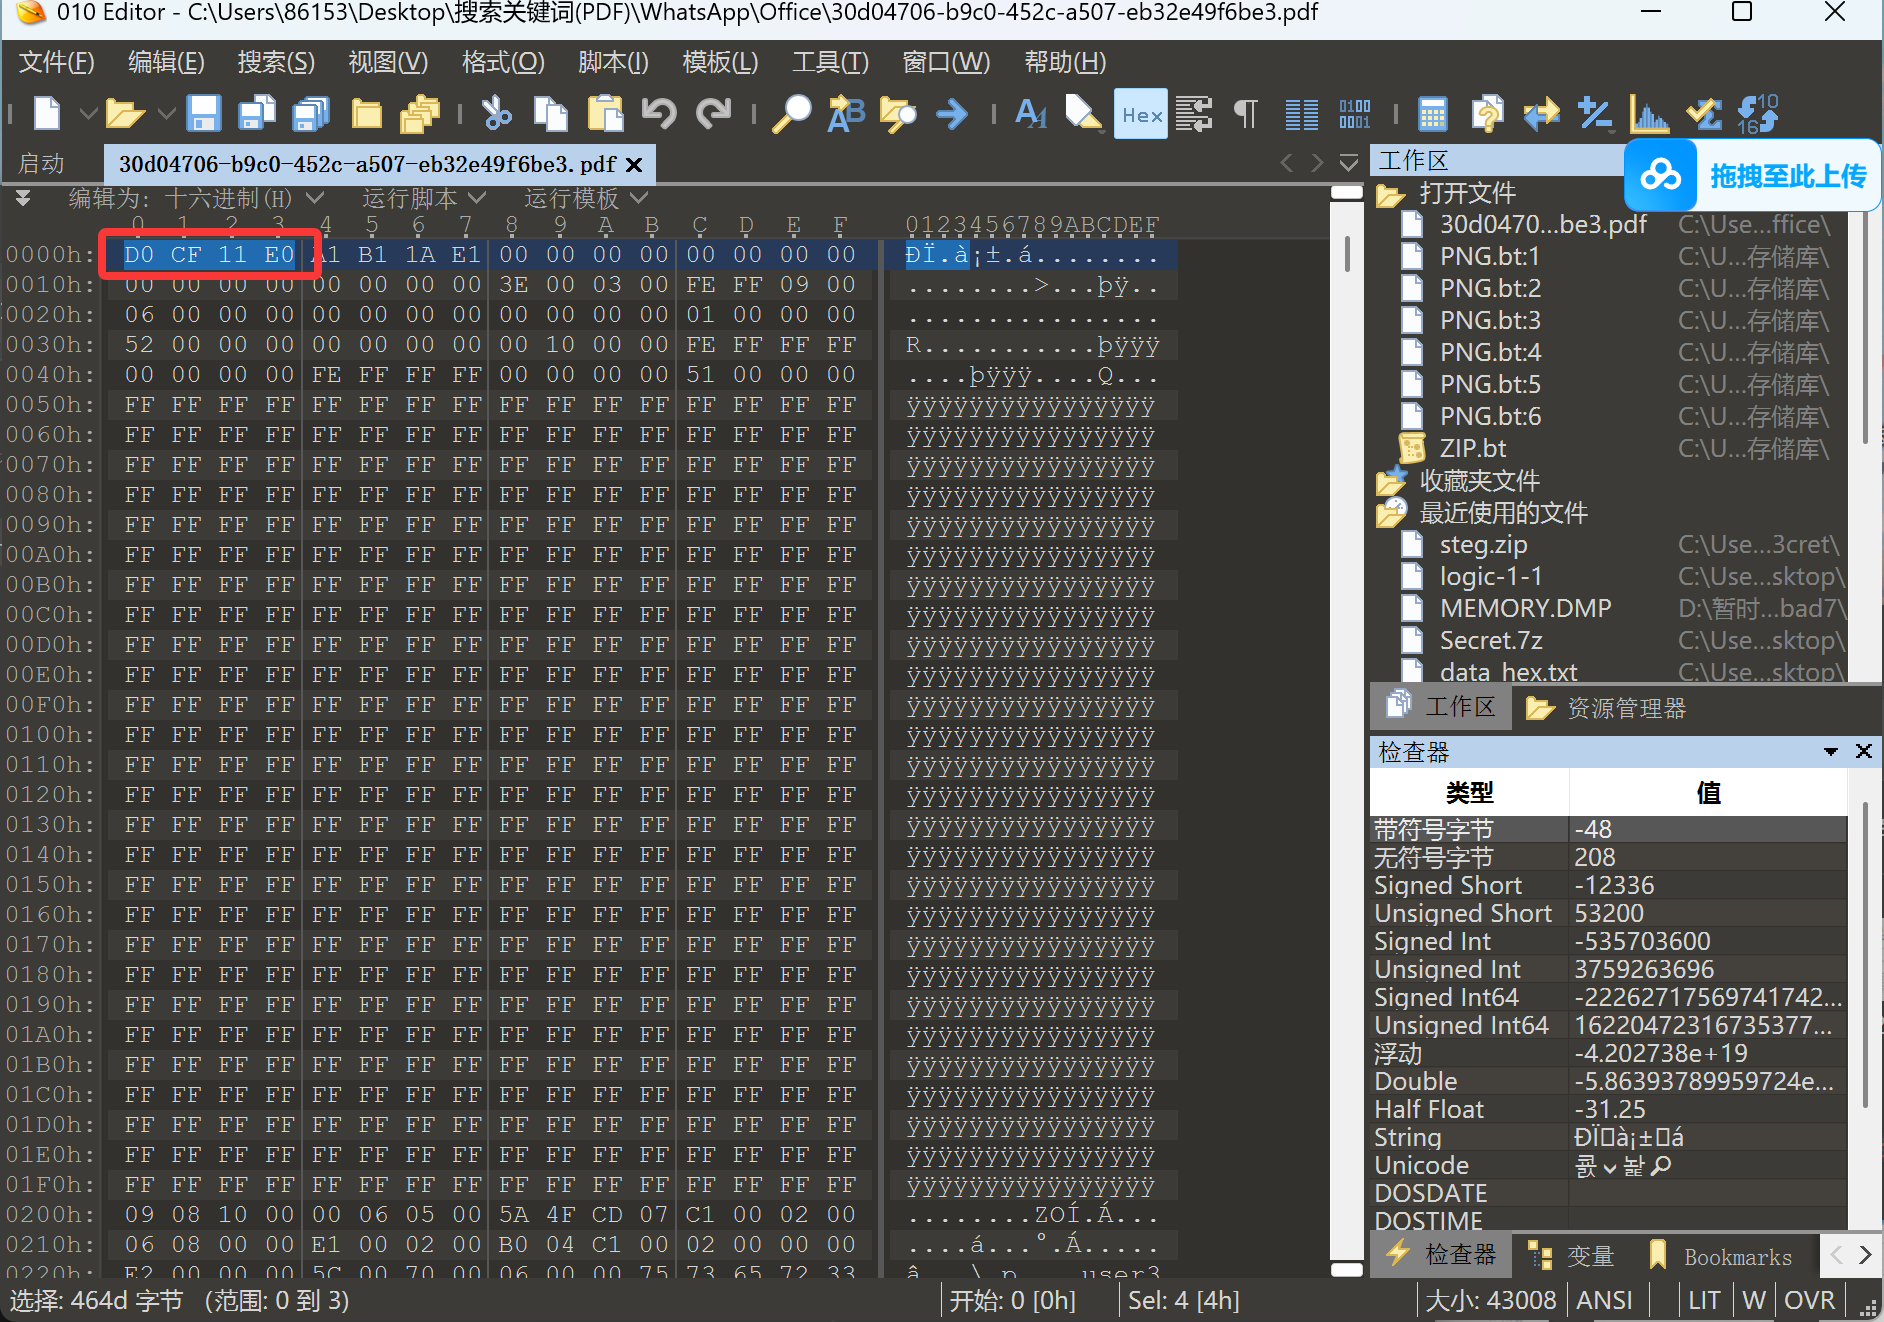 010 Editor - C:\Users\86153\Desktop\搜索关键词(PDF)\WhatsApp\Office\30d04706-b9c0-452c-a507-eb32e49f6be3.pdf
文件(F) 编辑(E) 搜索(S) 视图(V) 格式(O) 脚本(I) 模板(L) 工具(T) 窗口(W) 帮助(H)
Hex
启动 30d04706-b9c0-452c-a507-eb32e49f6be3.pdf
编辑为: 十六进制(H) 运行脚本 运行模板
0 1 2 3 4 5 6 7 8 9 A B C D E F 0123456789ABCDEF
0000h: D0 CF 11 E0 A1 B1 1A E1 00 00 00 00 00 00 00 00 ÐÏ.à¡±.á........
0010h: 00 00 00 00 00 00 00 00 3E 00 03 00 FE FF 09 00 ........>...þÿ..
0020h: 06 00 00 00 00 00 00 00 00 00 00 00 01 00 00 00 ................
0030h: 52 00 00 00 00 00 00 00 00 10 00 00 FE FF FF FF R...........þÿÿÿ
0040h: 00 00 00 00 FE FF FF FF 00 00 00 00 51 00 00 00 ....þÿÿÿ....Q...
0050h: FF FF FF FF FF FF FF FF FF FF FF FF FF FF FF FF ÿÿÿÿÿÿÿÿÿÿÿÿÿÿÿÿ
0060h: FF FF FF FF FF FF FF FF FF FF FF FF FF FF FF FF ÿÿÿÿÿÿÿÿÿÿÿÿÿÿÿÿ
0070h: FF FF FF FF FF FF FF FF FF FF FF FF FF FF FF FF ÿÿÿÿÿÿÿÿÿÿÿÿÿÿÿÿ
0080h: FF FF FF FF FF FF FF FF FF FF FF FF FF FF FF FF ÿÿÿÿÿÿÿÿÿÿÿÿÿÿÿÿ
0090h: FF FF FF FF FF FF FF FF FF FF FF FF FF FF FF FF ÿÿÿÿÿÿÿÿÿÿÿÿÿÿÿÿ
00A0h: FF FF FF FF FF FF FF FF FF FF FF FF FF FF FF FF ÿÿÿÿÿÿÿÿÿÿÿÿÿÿÿÿ
00B0h: FF FF FF FF FF FF FF FF FF FF FF FF FF FF FF FF ÿÿÿÿÿÿÿÿÿÿÿÿÿÿÿÿ
00C0h: FF FF FF FF FF FF FF FF FF FF FF FF FF FF FF FF ÿÿÿÿÿÿÿÿÿÿÿÿÿÿÿÿ
00D0h: FF FF FF FF FF FF FF FF FF FF FF FF FF FF FF FF ÿÿÿÿÿÿÿÿÿÿÿÿÿÿÿÿ
00E0h: FF FF FF FF FF FF FF FF FF FF FF FF FF FF FF FF ÿÿÿÿÿÿÿÿÿÿÿÿÿÿÿÿ
00F0h: FF FF FF FF FF FF FF FF FF FF FF FF FF FF FF FF ÿÿÿÿÿÿÿÿÿÿÿÿÿÿÿÿ
0100h: FF FF FF FF FF FF FF FF FF FF FF FF FF FF FF FF ÿÿÿÿÿÿÿÿÿÿÿÿÿÿÿÿ
0110h: FF FF FF FF FF FF FF FF FF FF FF FF FF FF FF FF ÿÿÿÿÿÿÿÿÿÿÿÿÿÿÿÿ
0120h: FF FF FF FF FF FF FF FF FF FF FF FF FF FF FF FF ÿÿÿÿÿÿÿÿÿÿÿÿÿÿÿÿ
0130h: FF FF FF FF FF FF FF FF FF FF FF FF FF FF FF FF ÿÿÿÿÿÿÿÿÿÿÿÿÿÿÿÿ
0140h: FF FF FF FF FF FF FF FF FF FF FF FF FF FF FF FF ÿÿÿÿÿÿÿÿÿÿÿÿÿÿÿÿ
0150h: FF FF FF FF FF FF FF FF FF FF FF FF FF FF FF FF ÿÿÿÿÿÿÿÿÿÿÿÿÿÿÿÿ
0160h: FF FF FF FF FF FF FF FF FF FF FF FF FF FF FF FF ÿÿÿÿÿÿÿÿÿÿÿÿÿÿÿÿ
0170h: FF FF FF FF FF FF FF FF FF FF FF FF FF FF FF FF ÿÿÿÿÿÿÿÿÿÿÿÿÿÿÿÿ
0180h: FF FF FF FF FF FF FF FF FF FF FF FF FF FF FF FF ÿÿÿÿÿÿÿÿÿÿÿÿÿÿÿÿ
0190h: FF FF FF FF FF FF FF FF FF FF FF FF FF FF FF FF ÿÿÿÿÿÿÿÿÿÿÿÿÿÿÿÿ
01A0h: FF FF FF FF FF FF FF FF FF FF FF FF FF FF FF FF ÿÿÿÿÿÿÿÿÿÿÿÿÿÿÿÿ
01B0h: FF FF FF FF FF FF FF FF FF FF FF FF FF FF FF FF ÿÿÿÿÿÿÿÿÿÿÿÿÿÿÿÿ
01C0h: FF FF FF FF FF FF FF FF FF FF FF FF FF FF FF FF ÿÿÿÿÿÿÿÿÿÿÿÿÿÿÿÿ
01D0h: FF FF FF FF FF FF FF FF FF FF FF FF FF FF FF FF ÿÿÿÿÿÿÿÿÿÿÿÿÿÿÿÿ
01E0h: FF FF FF FF FF FF FF FF FF FF FF FF FF FF FF FF ÿÿÿÿÿÿÿÿÿÿÿÿÿÿÿÿ
01F0h: FF FF FF FF FF FF FF FF FF FF FF FF FF FF FF FF ÿÿÿÿÿÿÿÿÿÿÿÿÿÿÿÿ
0200h: 09 08 10 00 00 06 05 00 5A 4F CD 07 C1 00 02 00 ........ZOÍ.Á...
0210h: 06 08 00 00 E1 00 02 00 B0 04 C1 00 02 00 00 00 ....á...°.Á.....
0220h: E2 00 00 00 5C 00 70 00 06 00 00 75 73 65 72 33 â...\.p....user3
工作区
拖拽至此上传
打开文件
30d0470...be3.pdf C:\Use...ffice\
PNG.bt:1 C:\U...存储库\
PNG.bt:2 C:\U...存储库\
PNG.bt:3 C:\U...存储库\
PNG.bt:4 C:\U...存储库\
PNG.bt:5 C:\U...存储库\
PNG.bt:6 C:\U...存储库\
ZIP.bt C:\U...存储库\
收藏夹文件
最近使用的文件
steg.zip C:\Use...3cret\
logic-1-1 C:\Use...sktop\
MEMORY.DMP D:\暂时...bad7\
Secret.7z C:\Use...sktop\
data_hex.txt C:\Use...sktop\
工作区 资源管理器
检查器
类型 值
带符号字节 -48
无符号字节 208
Signed Short -12336
Unsigned Short 53200
Signed Int -535703600
Unsigned Int 3759263696
Signed Int64 -22262717569741742...
Unsigned Int64 16220472316735377...
浮动 -4.202738e+19
Double -5.86393789959724e...
Half Float -31.25
String ÐÏ□à¡±□á
Unicode
DOSDATE
DOSTIME
检查器 变量 Bookmarks
选择: 464d 字节 (范围: 0 到 3) 开始: 0 [0h] Sel: 4 [4h] 大小: 43008 ANSI LIT W OVR